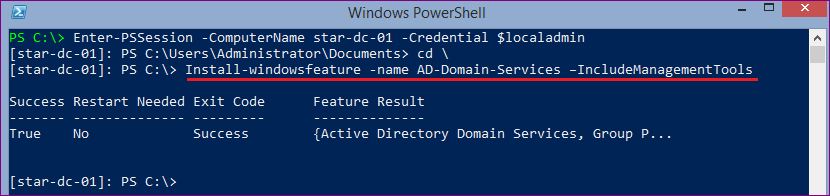 Windows PowerShell
PS C:\> Enter-PSSession -ComputerName star-dc-01 -Credential $localadmin
[star-dc-01]: PS C:\Users\Administrator\Documents> cd \
[star-dc-01]: PS C:\> Install-windowsfeature -name AD-Domain-Services –IncludeManagementTools
Success Restart Needed Exit Code      Feature Result
------- -------------- ---------      --------------
True    No             Success        {Active Directory Domain Services, Group P...
[star-dc-01]: PS C:\>